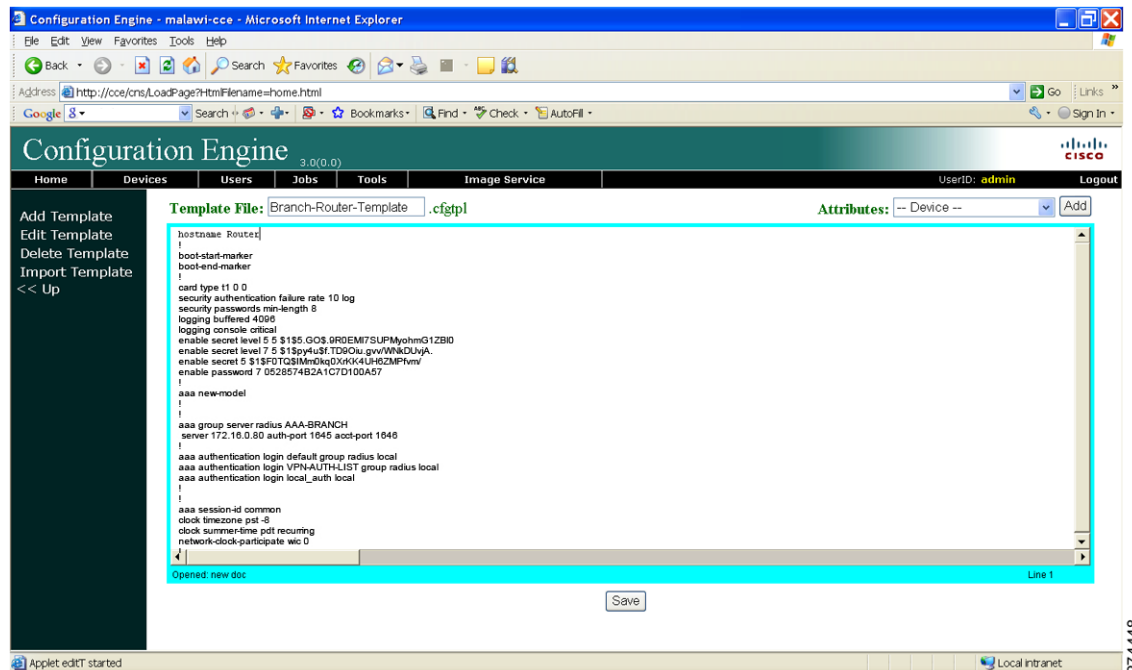 Configuration Engine - malawi-cce - Microsoft Internet Explorer
File Edit View Favorites Tools Help
Back Search Favorites
Address http://cce/cns/LoadPage?HtmlFilename=home.html Go Links »
Google Search Bookmarks Find Check AutoFill Sign In
Configuration Engine 3.0(0.0)
CISCO
Home Devices Users Jobs Tools Image Service UserID: admin Logout
Add Template
Edit Template
Delete Template
Import Template
<< Up
Template File: Branch-Router-Template .cfgtpl Attributes: -- Device -- Add
hostname Router
!
boot-start-marker
boot-end-marker
!
card type t1 0 0
security authentication failure rate 10 log
security passwords min-length 8
logging buffered 4096
logging console critical
enable secret level 5 5 $1$5.GO$.9R0EMI7SUPMyohmG1ZBI0
enable secret level 7 5 $1$py4u$f.TD9Oiu.gvv/WNkDUvjA.
enable secret 5 $1$F0TQ$IMm0kq0XrKK4UH6ZMPfvm/
enable password 7 0528574B2A1C7D100A57
!
aaa new-model
!
!
aaa group server radius AAA-BRANCH
server 172.16.0.80 auth-port 1645 acct-port 1646
!
aaa authentication login default group radius local
aaa authentication login VPN-AUTH-LIST group radius local
aaa authentication login local_auth local
!
!
aaa session-id common
clock timezone pst -8
clock summer-time pdt recurring
network-clock-participate wic 0
!
Opened: new doc Line 1
Save
Applet editT started Local intranet